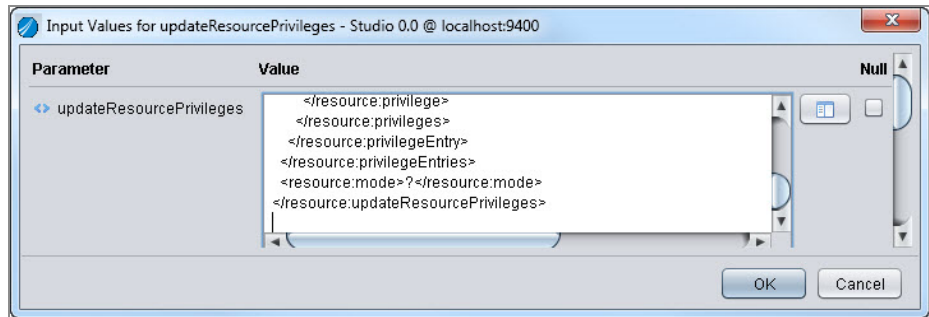 Input Values for updateResourcePrivileges - Studio 0.0 @ localhost:9400
Parameter Value Null
<> updateResourcePrivileges
</resource:privilege>
</resource:privileges>
</resource:privilegeEntry>
</resource:privilegeEntries>
<resource:mode>?</resource:mode>
</resource:updateResourcePrivileges>
OK Cancel